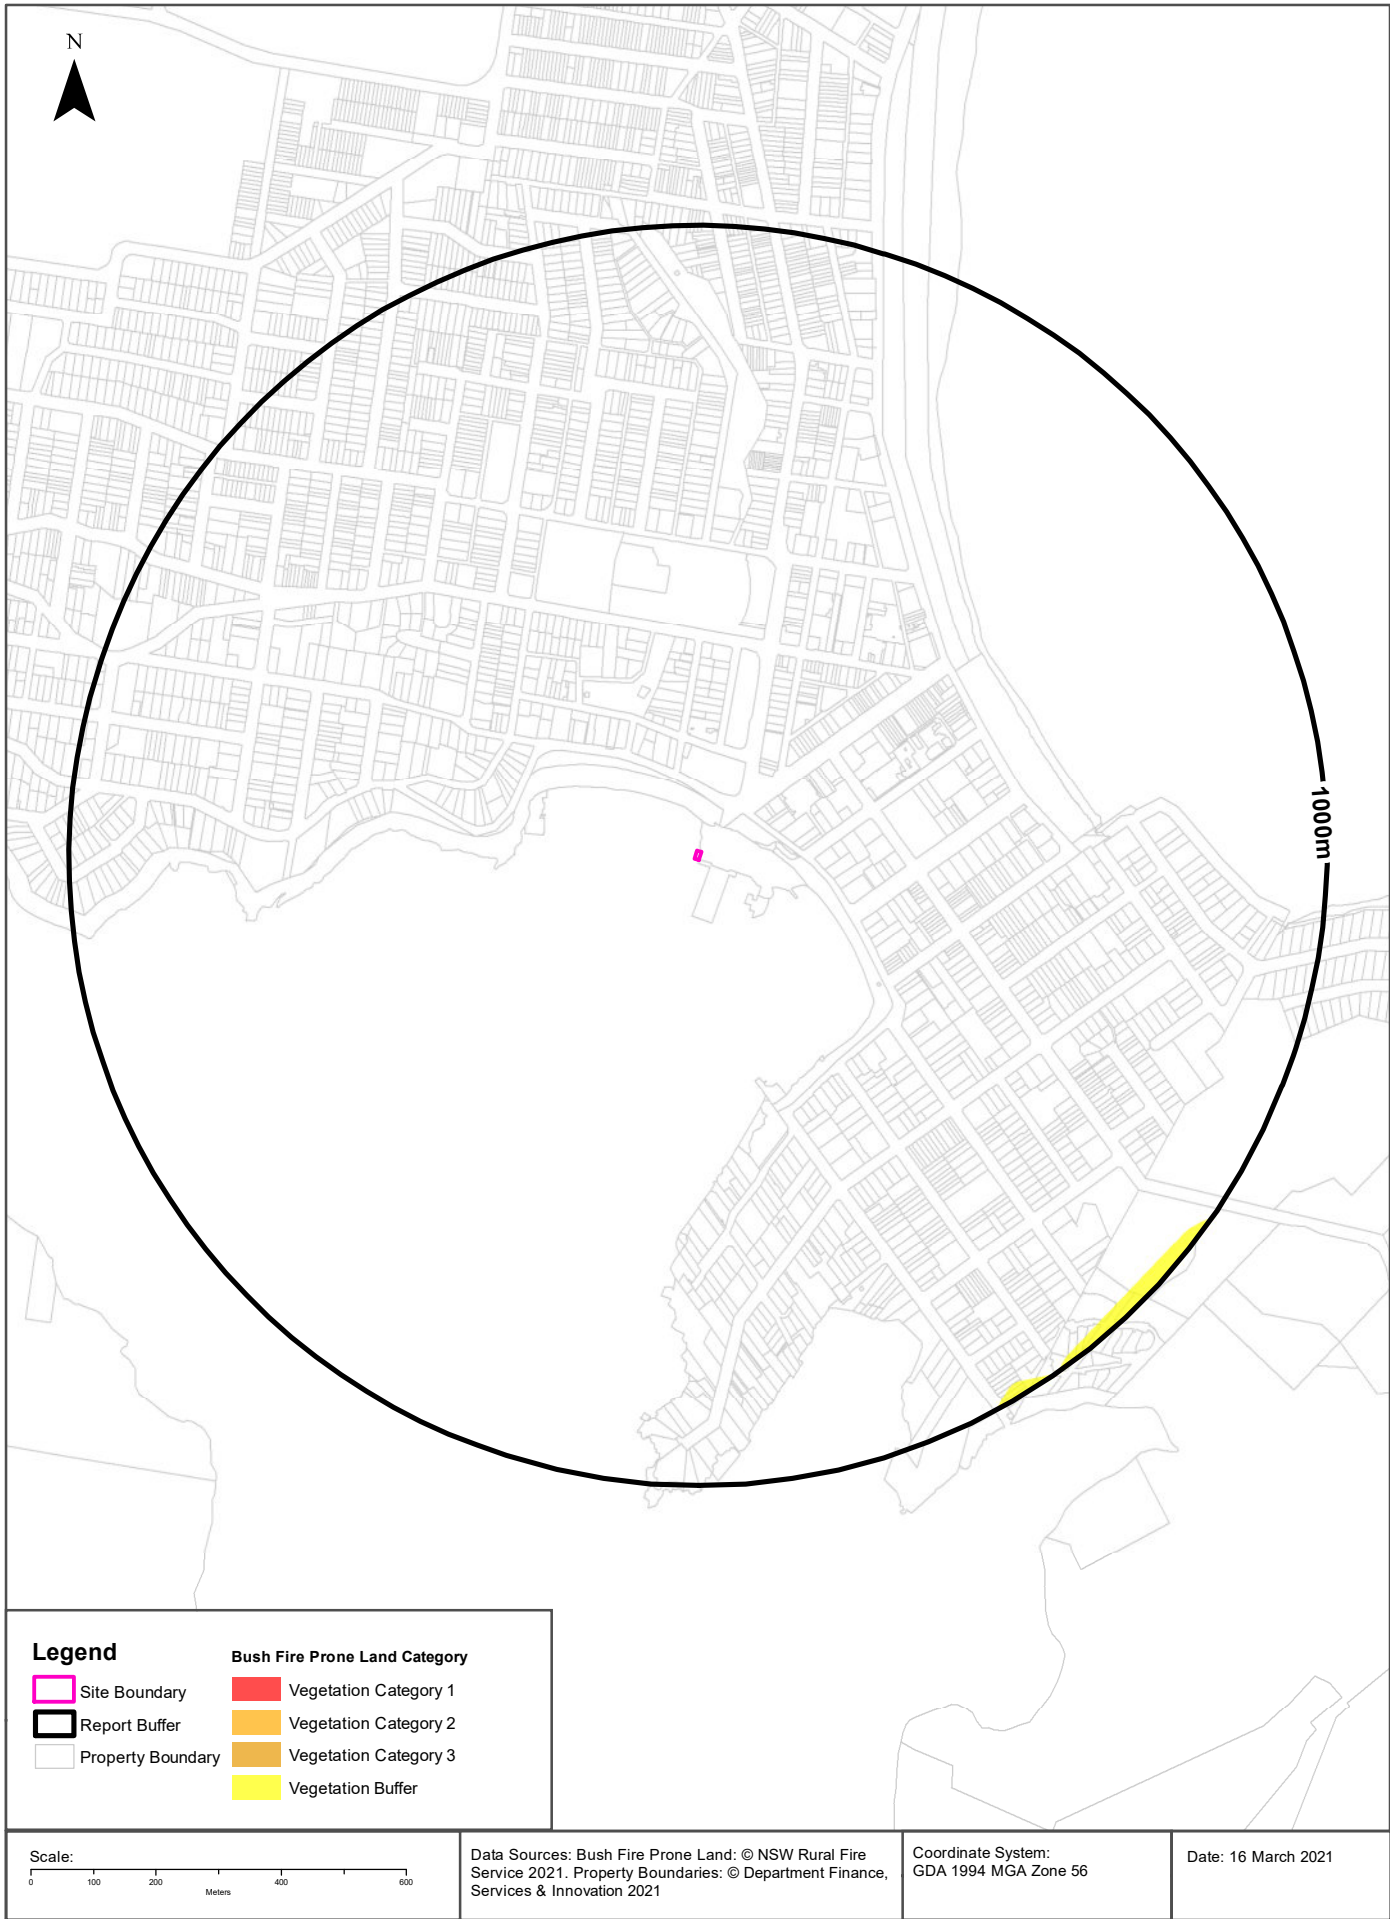 N
1000m
Legend
Site Boundary
Report Buffer
Property Boundary
Bush Fire Prone Land Category
Vegetation Category 1
Vegetation Category 2
Vegetation Category 3
Vegetation Buffer
Scale:
0 100 200 400 600
Meters
Data Sources: Bush Fire Prone Land: © NSW Rural Fire
Service 2021. Property Boundaries: © Department Finance,
Services & Innovation 2021
Coordinate System:
GDA 1994 MGA Zone 56
Date: 16 March 2021